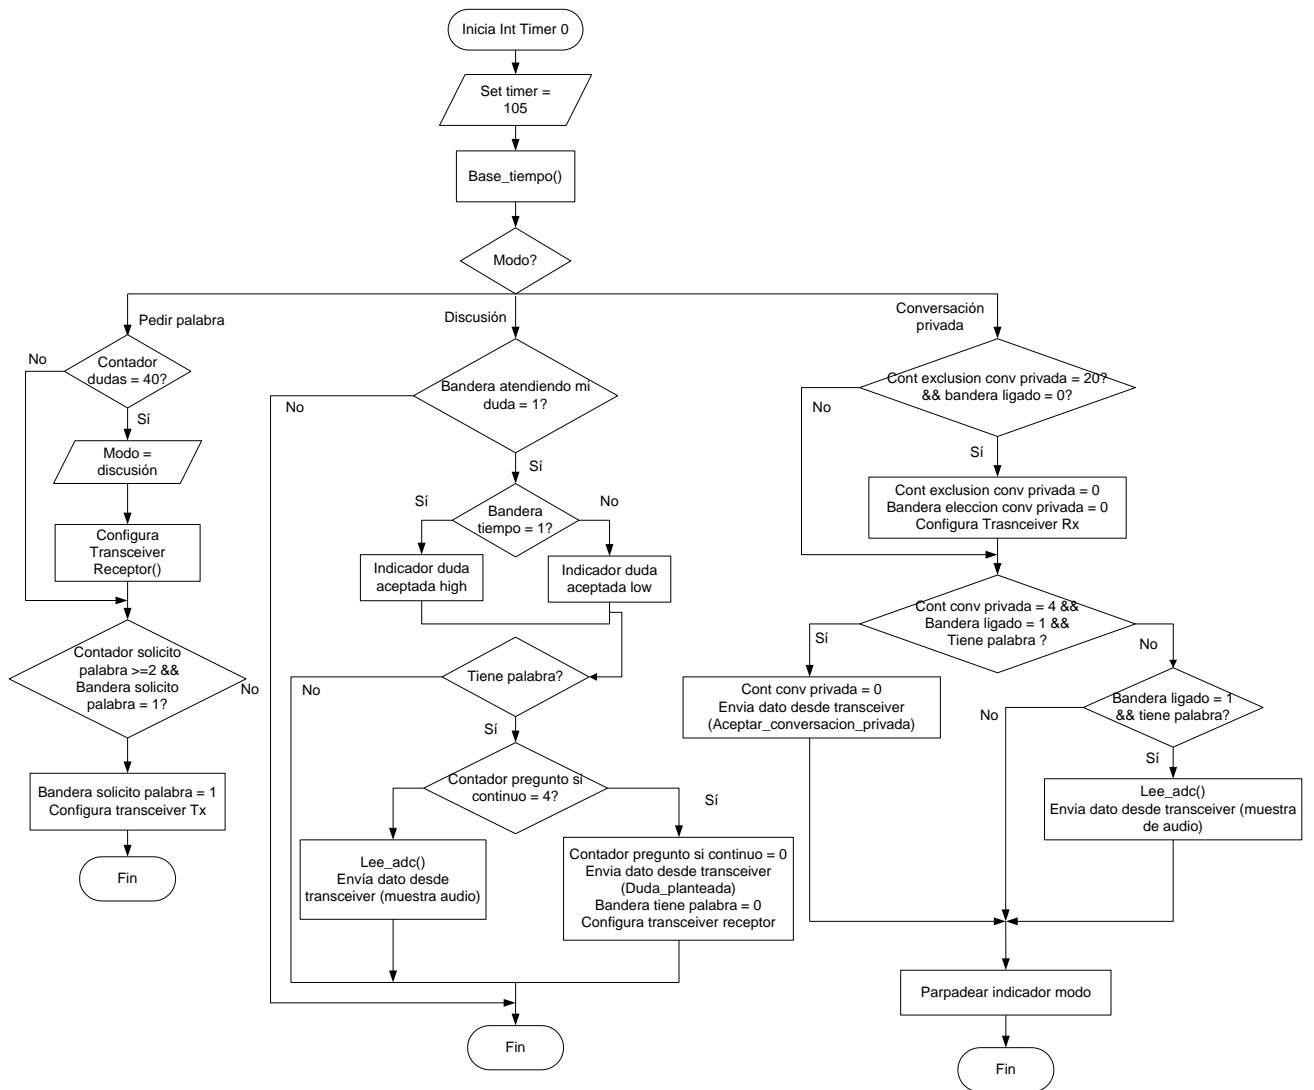 Inicia Int Timer 0
Set timer =
105
Base_tiempo()
Modo?
Pedir palabra
Contador
dudas = 40?
No
Sí
Modo =
discusión
Configura
Transceiver
Receptor()
Contador solicito
palabra >=2 &&
Bandera solicito
palabra = 1?
No
Bandera solicito palabra = 1
Configura transceiver Tx
Fin
Discusión
Bandera atendiendo mi
duda = 1?
No
Sí
Bandera
tiempo = 1?
Sí
No
Indicador duda
aceptada high
Indicador duda
aceptada low
Tiene palabra?
No
Sí
Contador pregunto si
continuo = 4?
Sí
Lee_adc()
Envía dato desde
transceiver (muestra audio)
Contador pregunto si continuo = 0
Envia dato desde transceiver
(Duda_planteada)
Bandera tiene palabra = 0
Configura transceiver receptor
Fin
Conversación
privada
Cont exclusion conv privada = 20?
&& bandera ligado = 0?
No
Sí
Cont exclusion conv privada = 0
Bandera eleccion conv privada = 0
Configura Trasnceiver Rx
Cont conv privada = 4 &&
Bandera ligado = 1 &&
Tiene palabra ?
Sí
No
Cont conv privada = 0
Envia dato desde transceiver
(Aceptar_conversacion_privada)
Bandera ligado = 1
&& tiene palabra?
No
Sí
Lee_adc()
Envia dato desde transceiver (muestra
de audio)
Parpadear indicador modo
Fin